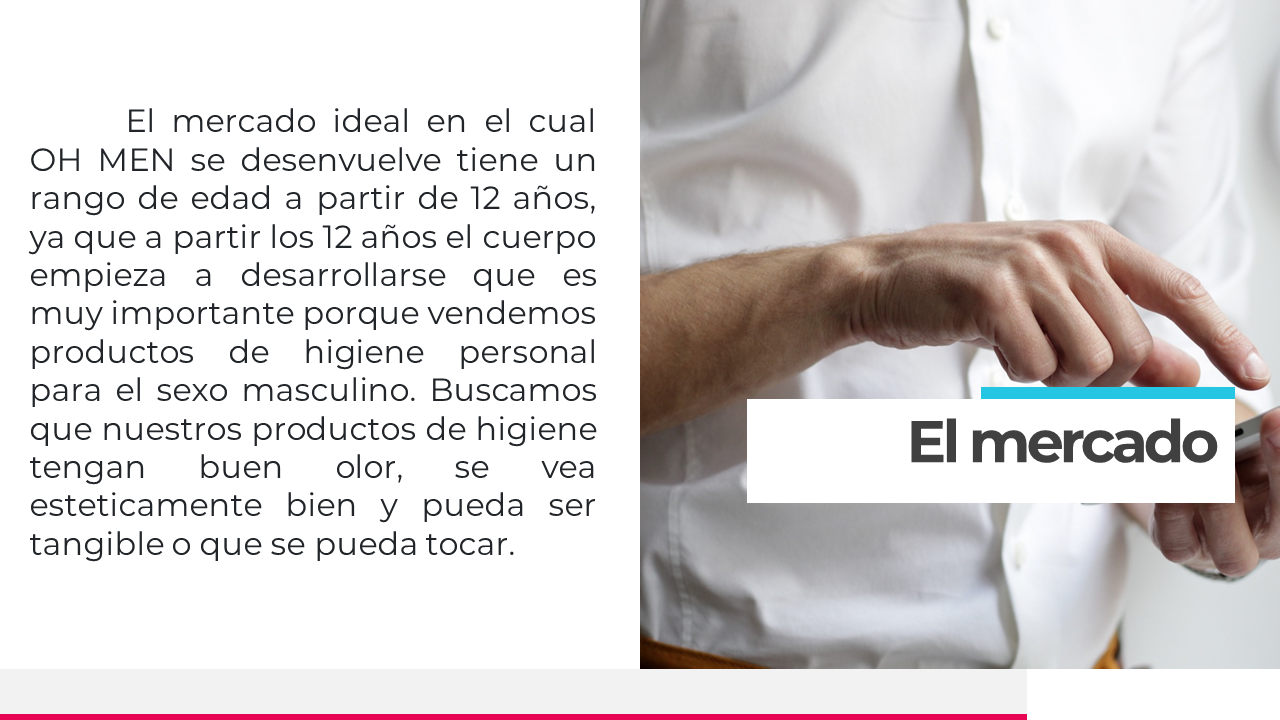 El mercado ideal en el cual
OH MEN se desenvuelve tiene un
rango de edad a partir de 12 años,
ya que a partir los 12 años el cuerpo
empieza a desarrollarse que es
muy importante porque vendemos
productos de higiene personal
para el sexo masculino. Buscamos
que nuestros productos de higiene
tengan buen olor, se vea
esteticamente bien y pueda ser
tangible o que se pueda tocar.
El mercado